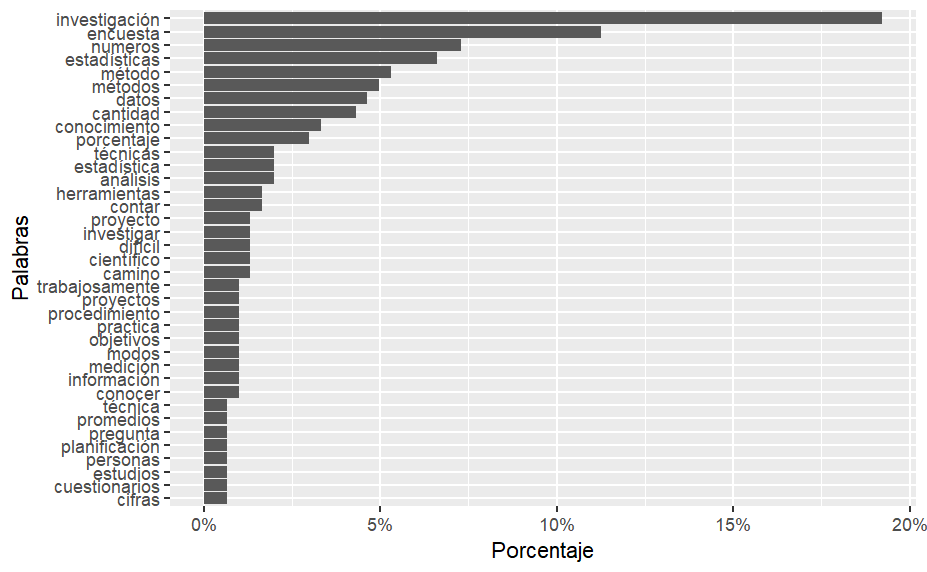 investigación
encuesta
numeros
estadísticas
método
métodos
datos
cantidad
conocimiento
porcentaje
técnicas
estadística
análisis
herramientas
contar
proyecto
investigar
difícil
científico
camino
trabajosamente
proyectos
procedimiento
practica
objetivos
modos
medición
información
conocer
técnica
promedios
pregunta
planificación
personas
estudios
cuestionarios
cifras
Palabras
0% 5% 10% 15% 20%
Porcentaje